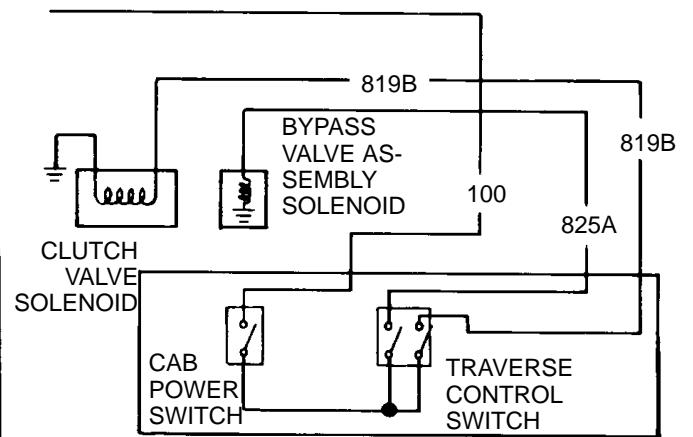 819B
BYPASS
VALVE AS-
SEMBLY
SOLENOID
819B
100
825A
CLUTCH
VALVE
SOLENOID
CAB
POWER
SWITCH
TRAVERSE
CONTROL
SWITCH